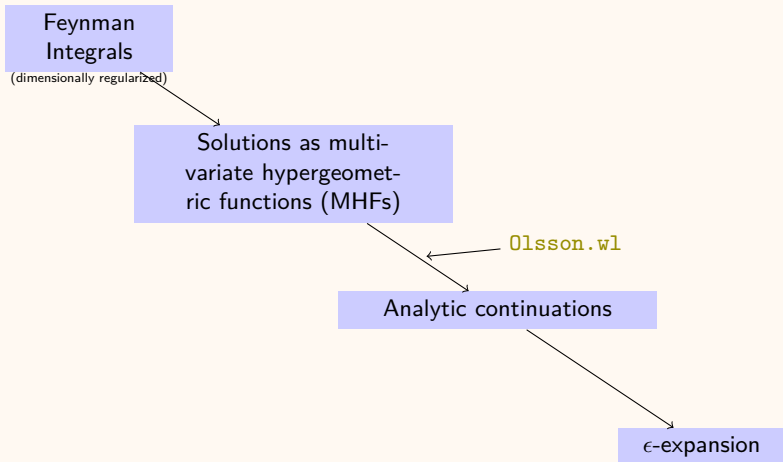 Feynman
Integrals
(dimensionally regularized)
Solutions as multi-
variate hypergeomet-
ric functions (MHFs)
Olsson.wl
Analytic continuations
ϵ-expansion